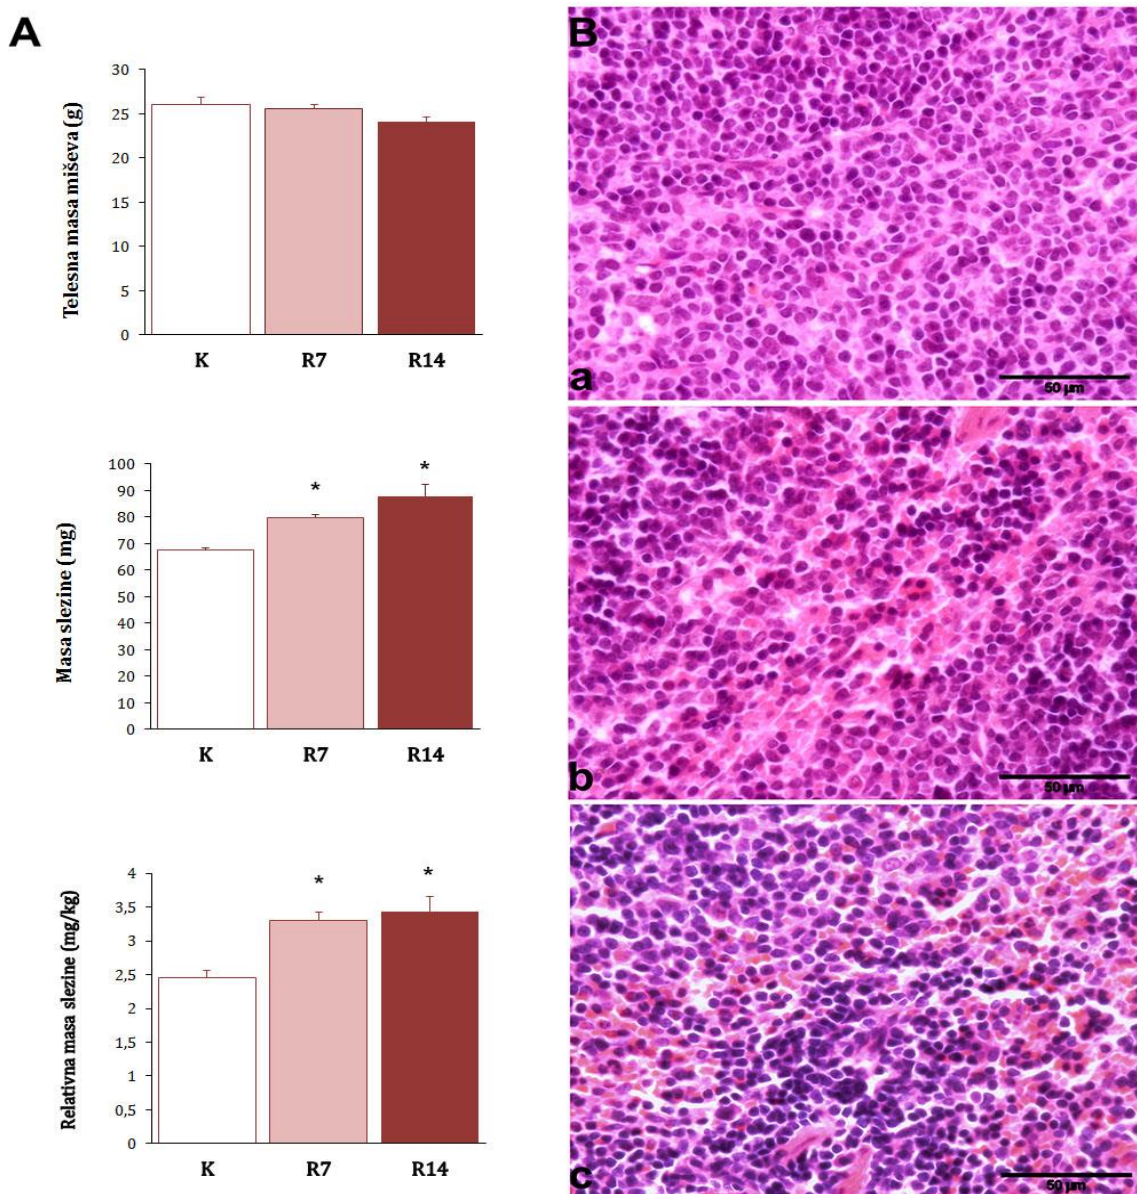 A
Telesna masa miševa (g)
30
25
20
15
10
5
0
K R7 R14
Masa slezine (mg)
100
90
80
70
60
50
40
30
20
10
0
* *
K R7 R14
Relativna masa slezine (mg/kg)
4
3,5
3
2,5
2
1,5
1
0,5
0
* *
K R7 R14
B
a
50 µm
b
50 µm
c
50 µm